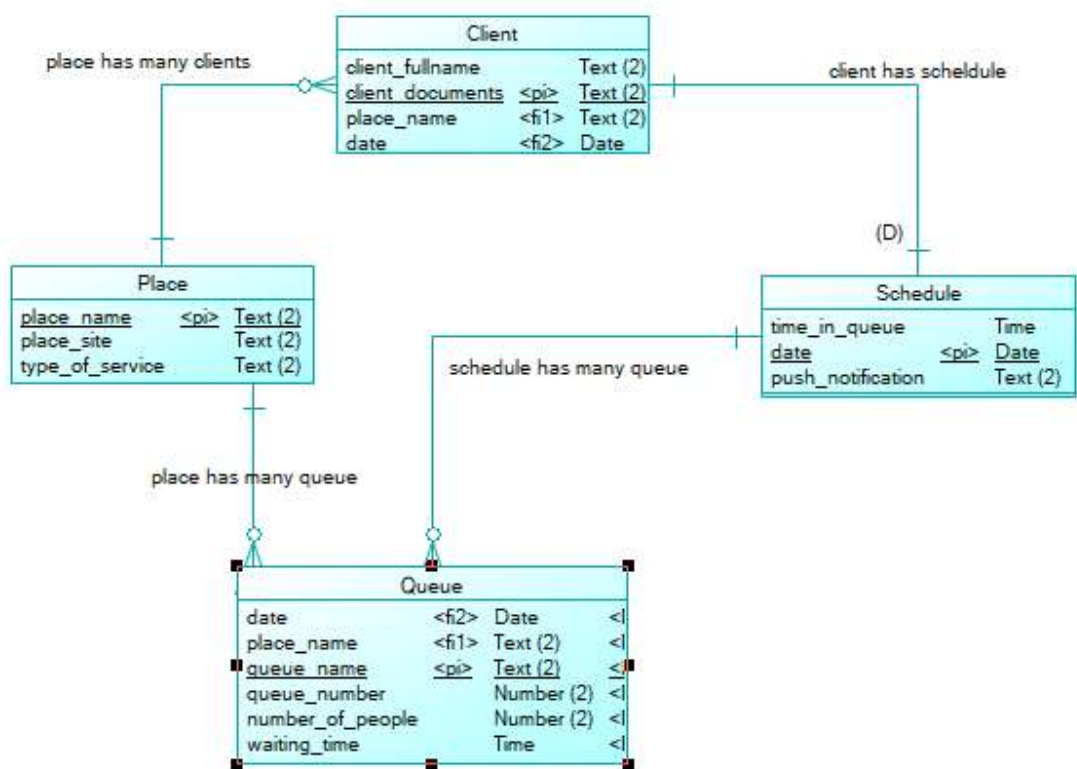 Client
place has many clients
client_fullname Text (2)
client has scheldule
client_documents <pi> Text (2)
place_name <fi1> Text (2)
date <fi2> Date
(D)
Place
place_name <pi> Text (2)
place_site Text (2)
type_of_service Text (2)
Schedule
time_in_queue Time
date <pi> Date
push_notification Text (2)
schedule has many queue
place has many queue
Queue
date <fi2> Date
place_name <fi1> Text (2)
queue_name <pi> Text (2)
queue_number Number (2)
number_of_people Number (2)
waiting_time Time